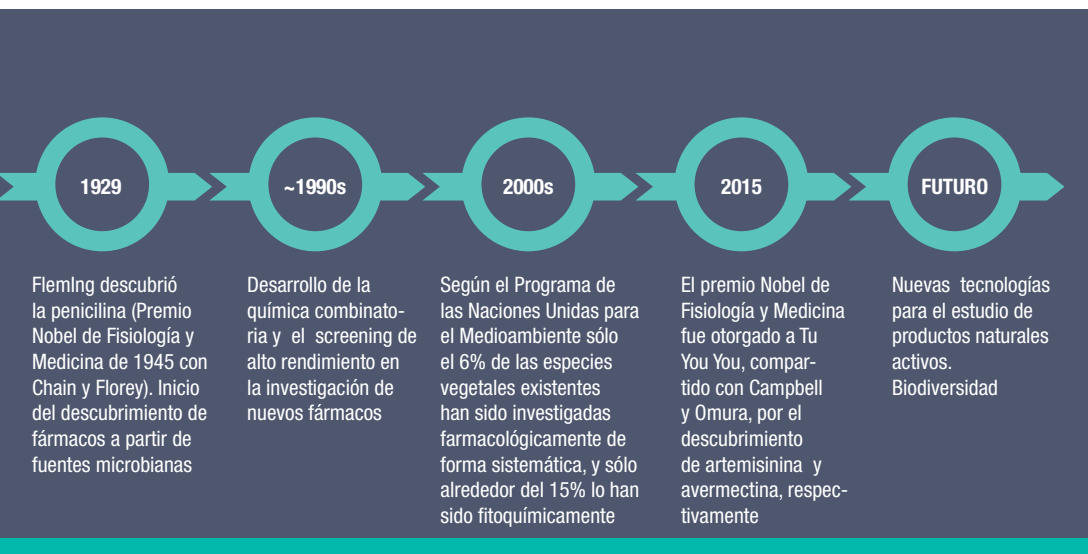 1929
FlemIng descubrió
la penicilina (Premio
Nobel de Fisiología y
Medicina de 1945 con
Chain y Florey). Inicio
del descubrimiento de
fármacos a partir de
fuentes microbianas
~1990s
Desarrollo de la
química combinato-
ria y el screening de
alto rendimiento en
la investigación de
nuevos fármacos
2000s
Según el Programa de
las Naciones Unidas para
el Medioambiente sólo
el 6% de las especies
vegetales existentes
han sido investigadas
farmacológicamente de
forma sistemática, y sólo
alrededor del 15% lo han
sido fitoquímicamente
2015
El premio Nobel de
Fisiología y Medicina
fue otorgado a Tu
You You, compar-
tido con Campbell
y Omura, por el
descubrimiento
de artemisinina y
avermectina, respec-
tivamente
FUTURO
Nuevas tecnologías
para el estudio de
productos naturales
activos.
Biodiversidad